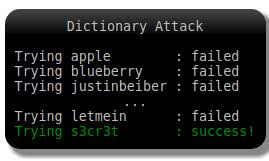 Dictionary Attack
Trying apple : failed
Trying blueberry : failed
Trying justinbeiber : failed
...
Trying letmein : failed
Trying s3cr3t : success!